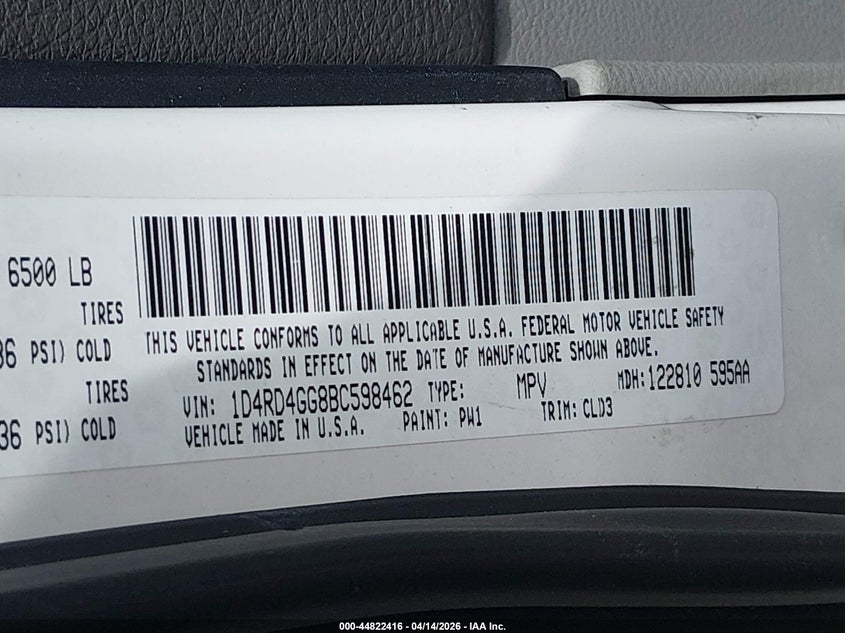 6500 LB
TIRES
36 PSI) COLD
TIRES
36 PSI) COLD
THIS VEHICLE CONFORMS TO ALL APPLICABLE U.S.A. FEDERAL MOTOR VEHICLE SAFETY
STANDARDS IN EFFECT ON THE DATE OF MANUFACTURE SHOWN ABOVE.
VIN: 1D4RD4GG8BC598462 TYPE: MPV MDH:122810 595AA
VEHICLE MADE IN U.S.A. PAINT: PW1 TRIM: CLD3
000-44822416 - 04/14/2026 - IAA Inc.